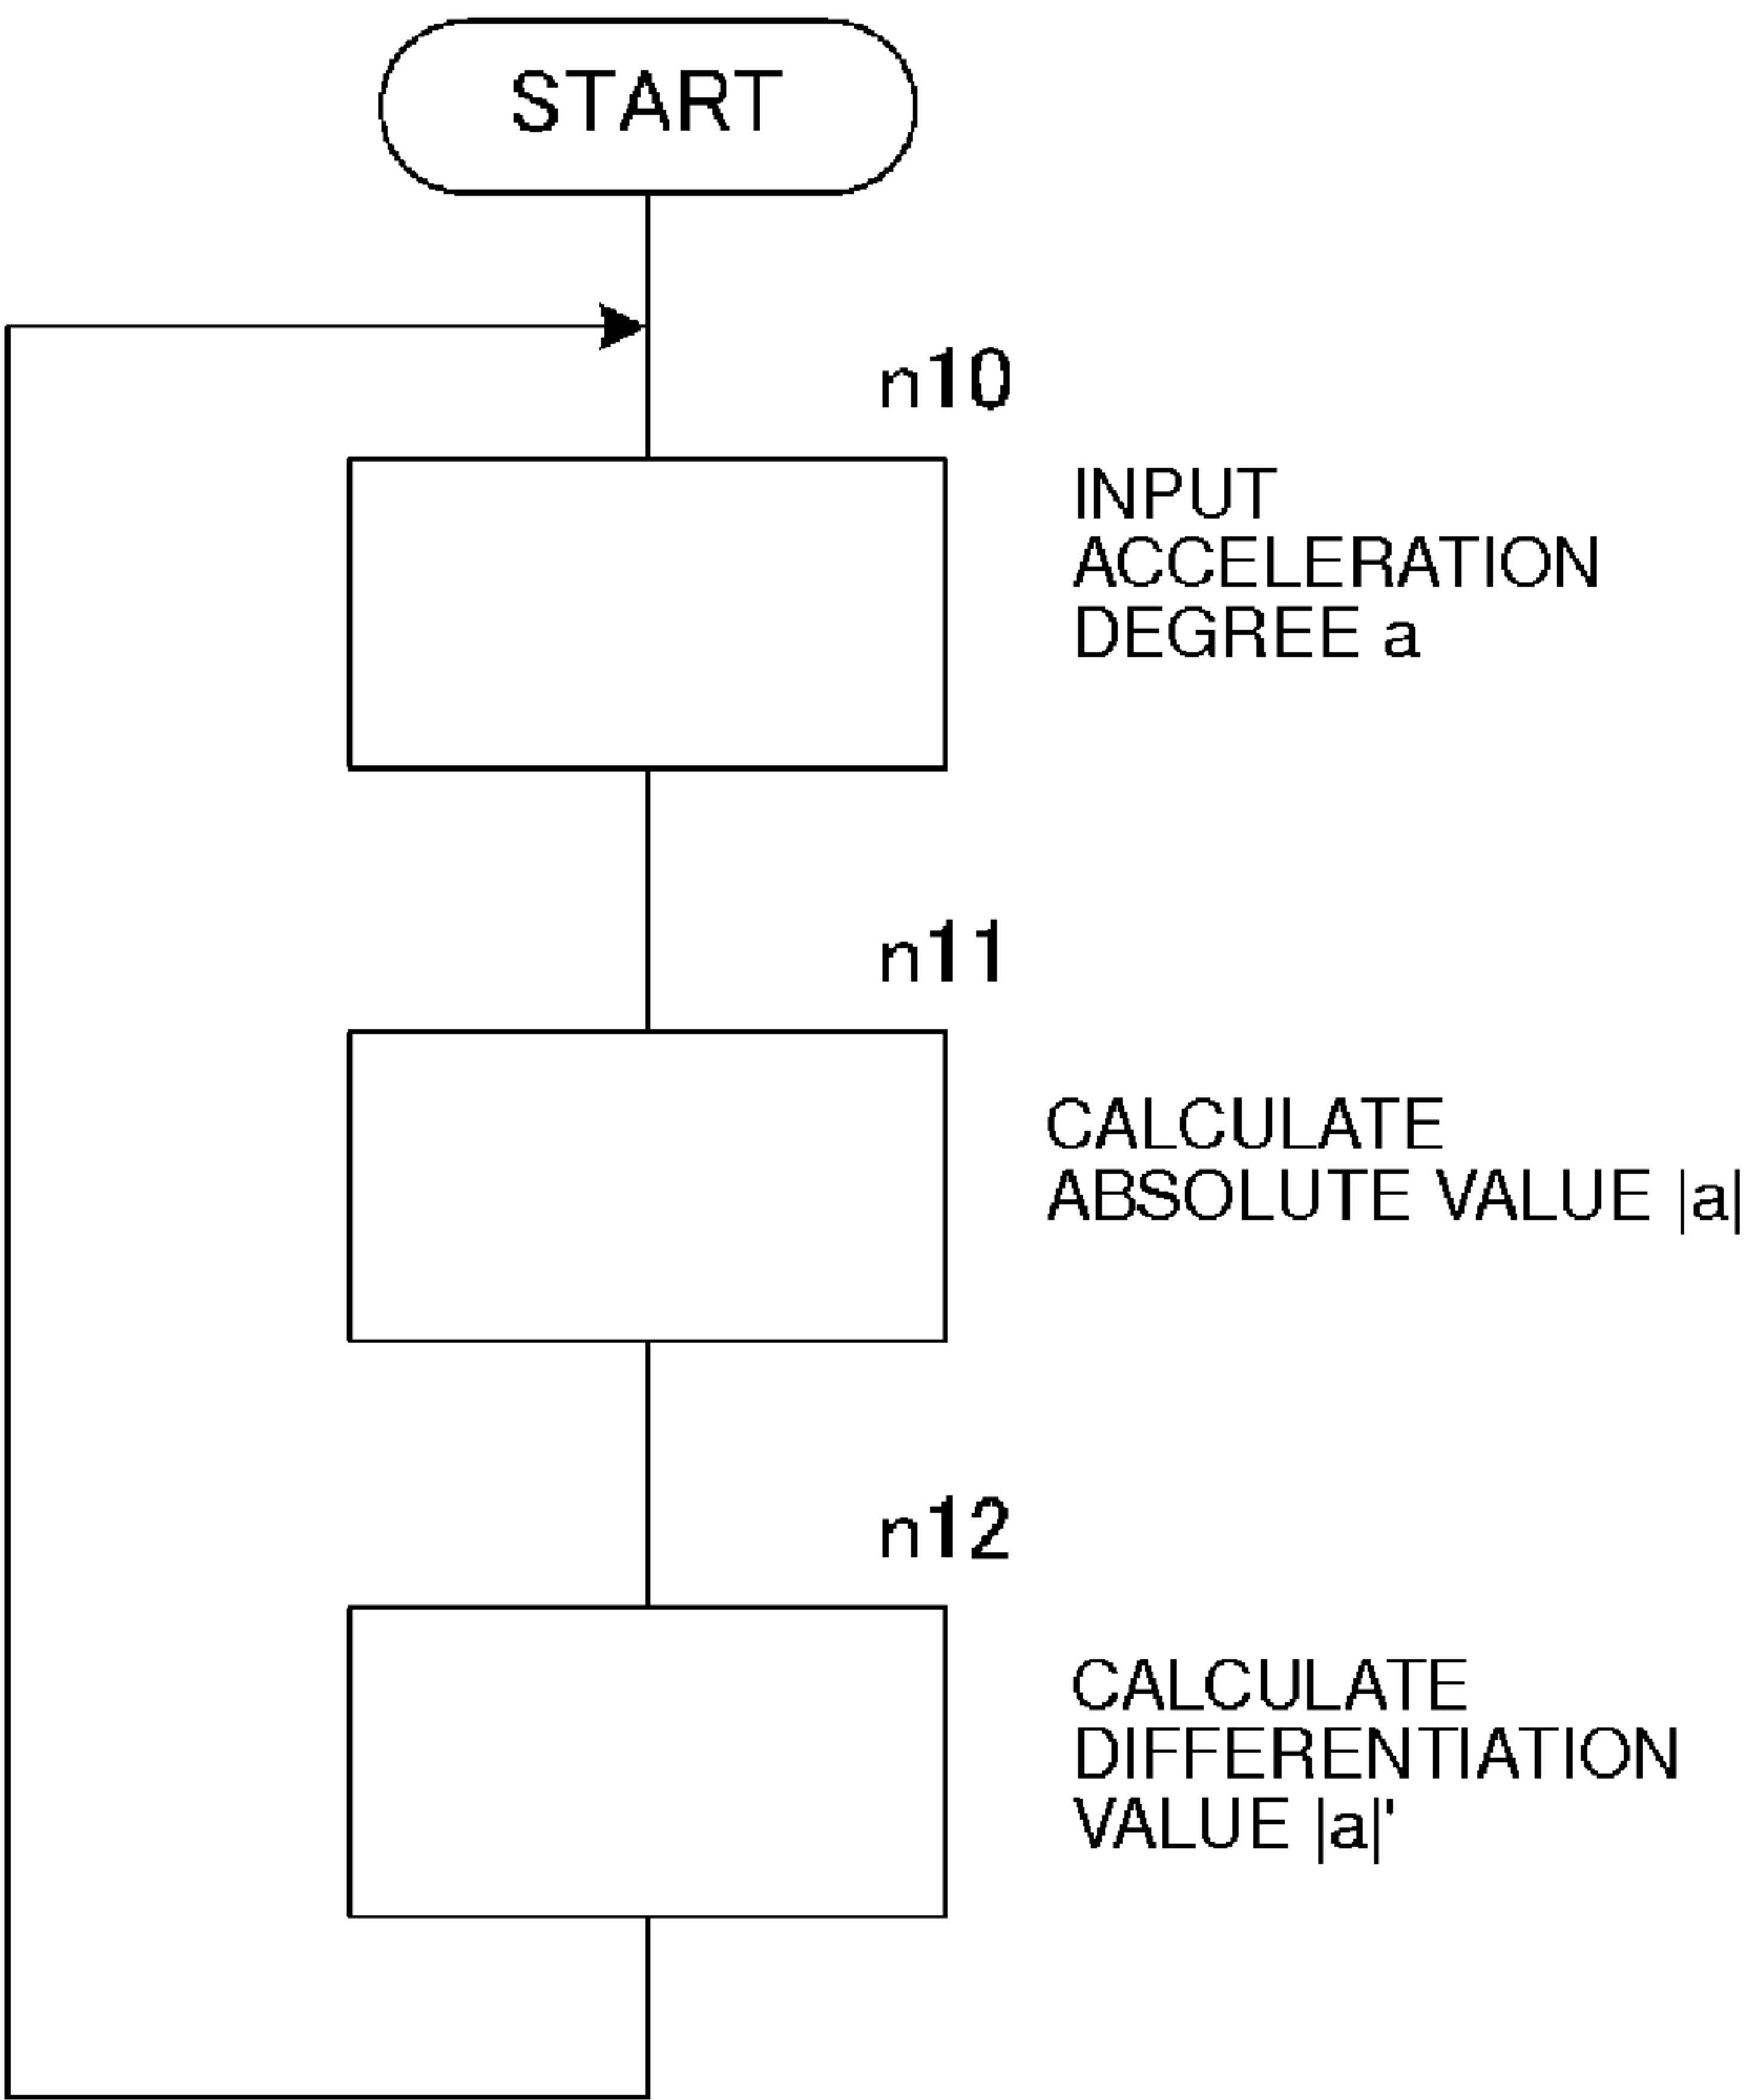 START
n10
INPUT
ACCELERATION
DEGREE a
n11
CALCULATE
ABSOLUTE VALUE |a|
n12
CALCULATE
DIFFERENTIATION
VALUE |a|'